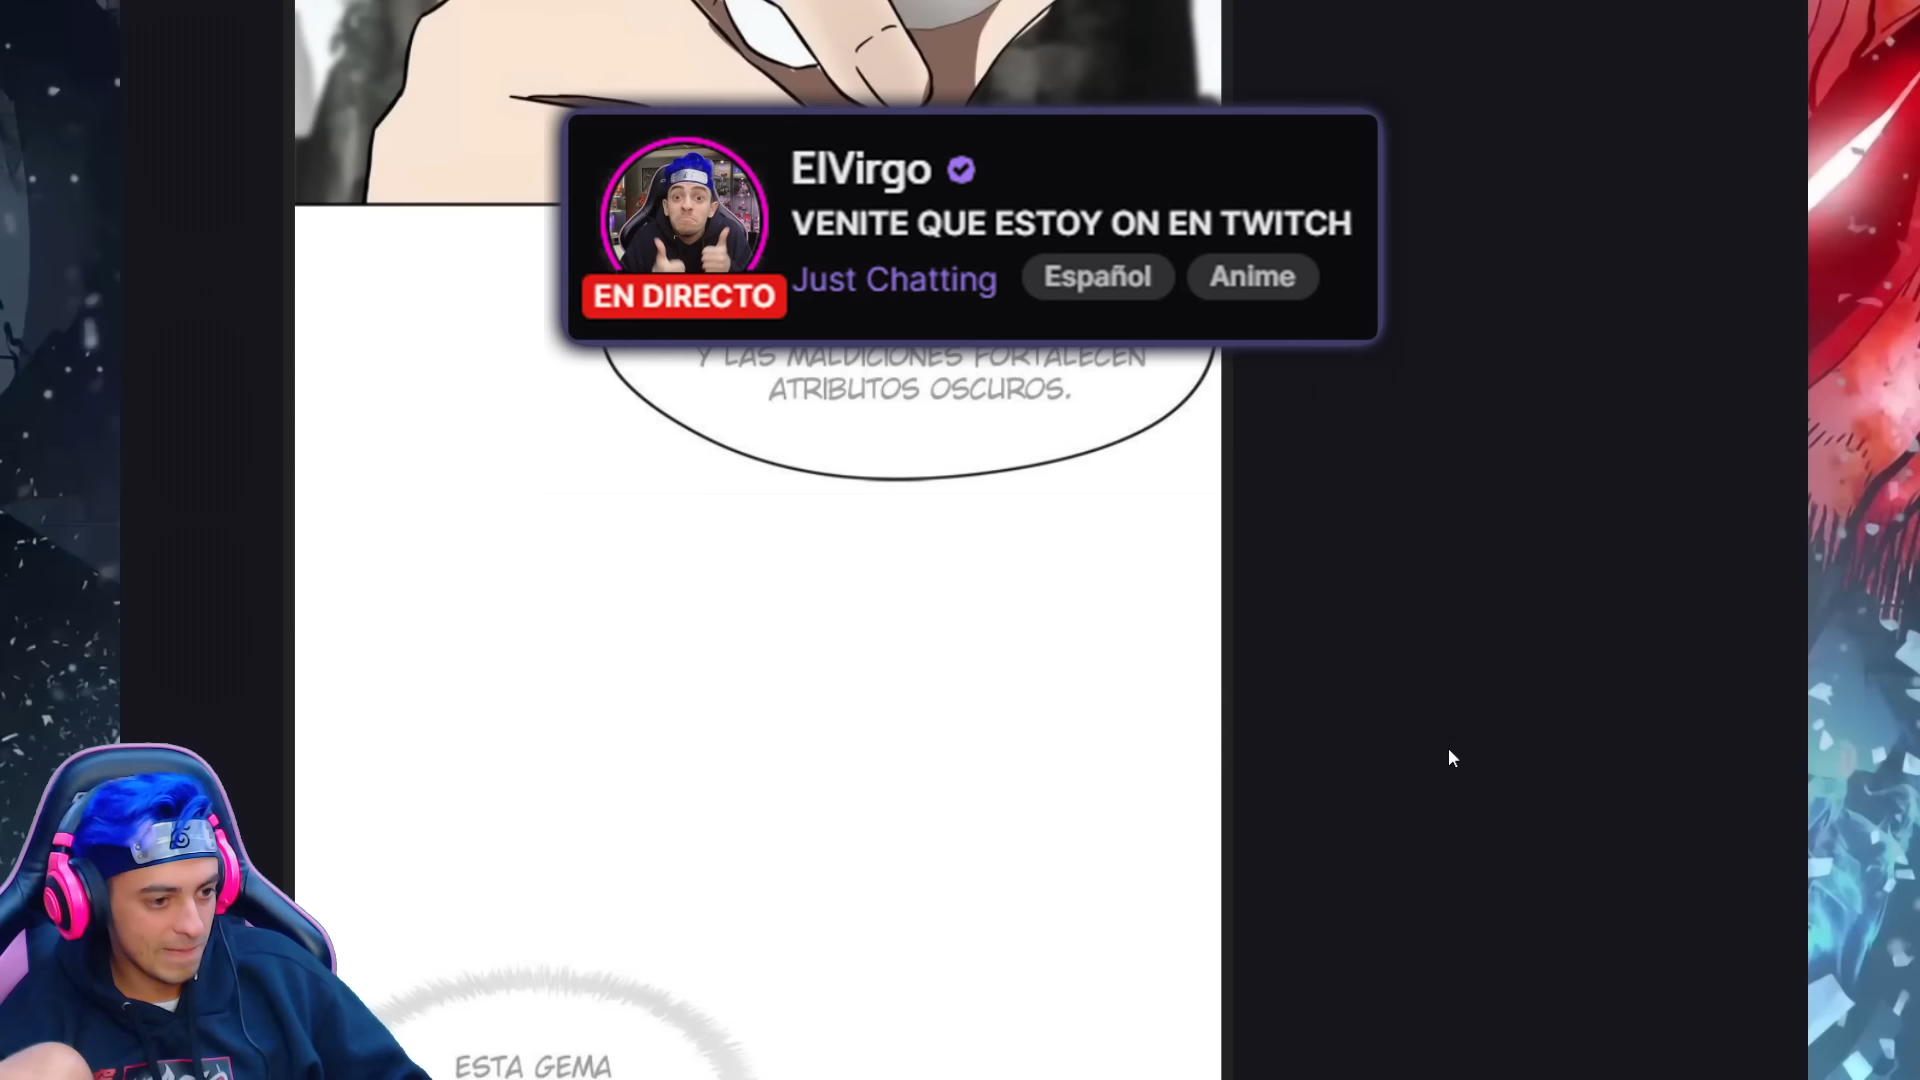 ElVirgo
VENITE QUE ESTOY ON EN TWITCH
EN DIRECTO
Just Chatting
Español
Anime
Y LAS MALDICIONES FORTALECEN
ATRIBUTOS OSCUROS.
ESTA GEMA